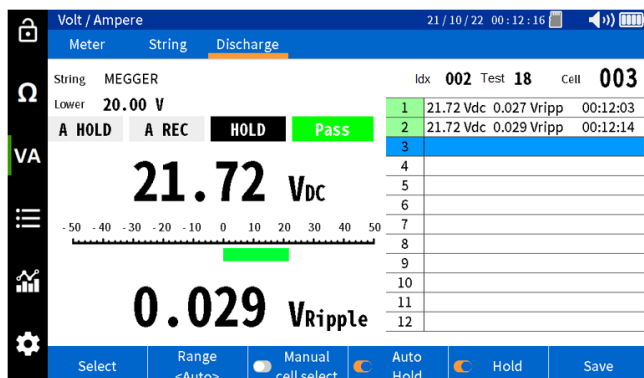 Volt / Ampere 21/10/22 00:12:16
Meter String Discharge
String MEGGER Idx 002 Test 18 Cell 003
Lower 20.00 V
A HOLD A REC HOLD Pass
Ω
VA
21.72 VDC
-50 -40 -30 -20 -10 0 10 20 30 40 50
0.029 VRipple
1 21.72 Vdc 0.027 Vripp 00:12:03
2 21.72 Vdc 0.029 Vripp 00:12:14
3
4
5
6
7
8
9
10
11
12
Select Range <Auto> Manual cell select Auto Hold Hold Save